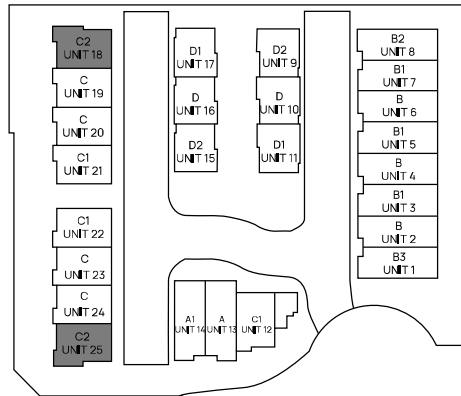 C2
UNIT 18
C
UNIT 19
C
UNIT 20
C1
UNIT 21
C1
UNIT 22
C
UNIT 23
C
UNIT 24
C2
UNIT 25
D1
UNIT 17
D
UNIT 16
D2
UNIT 15
D2
UNIT 9
D
UNIT 10
D1
UNIT 11
A1
UNIT 14
A
UNIT 13
C1
UNIT 12
B2
UNIT 8
B1
UNIT 7
B
UNIT 6
B1
UNIT 5
B
UNIT 4
B1
UNIT 3
B
UNIT 2
B3
UNIT 1